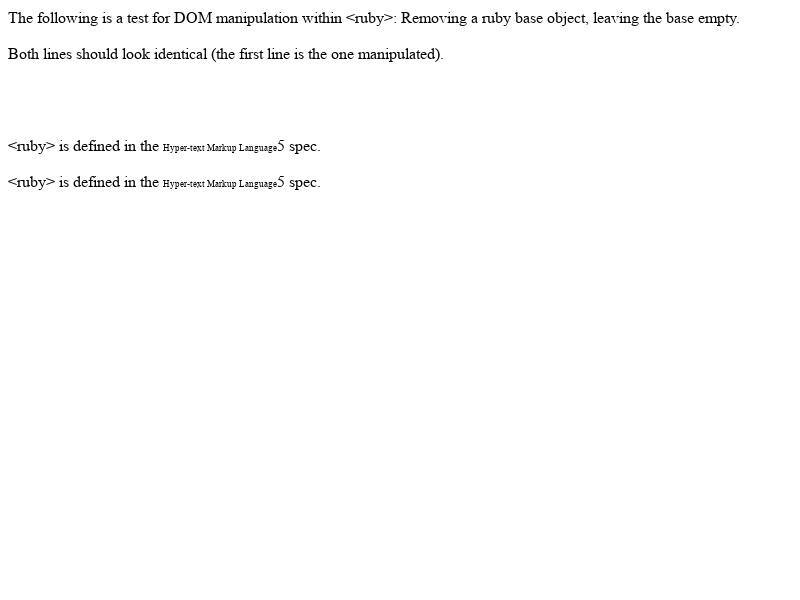 The following is a test for DOM manipulation within <ruby>: Removing a ruby base object, leaving the base empty.
Both lines should look identical (the first line is the one manipulated).
<ruby> is defined in the Hyper-text Markup Language5 spec.
<ruby> is defined in the Hyper-text Markup Language5 spec.